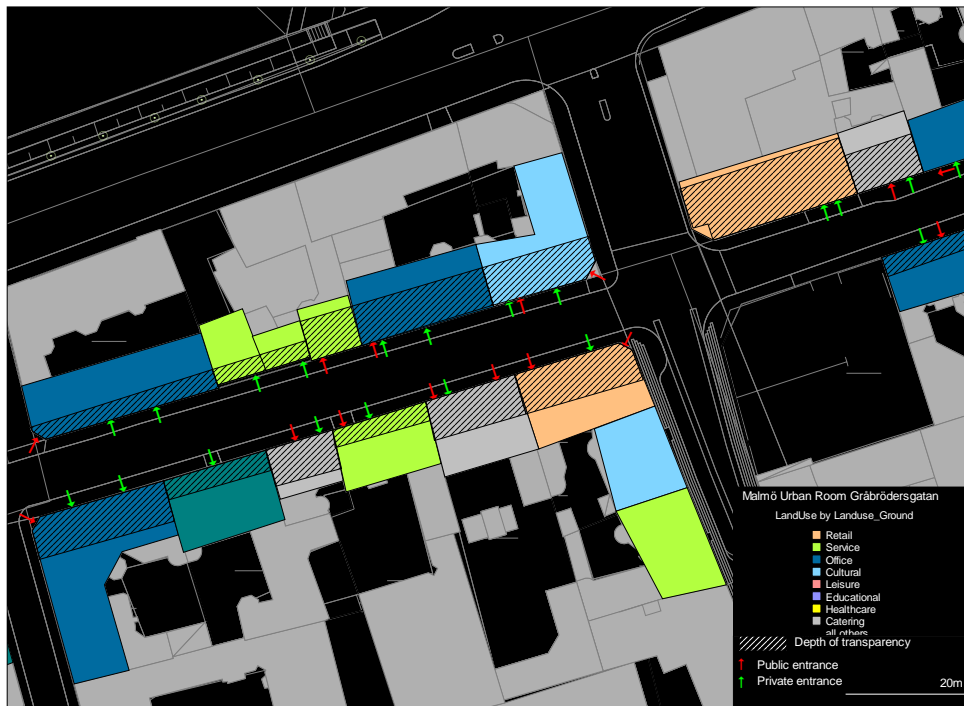 Malmö Urban Room Gråbrödersgatan
LandUse by Landuse_Ground
Retail
Service
Office
Cultural
Leisure
Educational
Healthcare
Catering
all others
Depth of transparency
Public entrance
Private entrance
20m